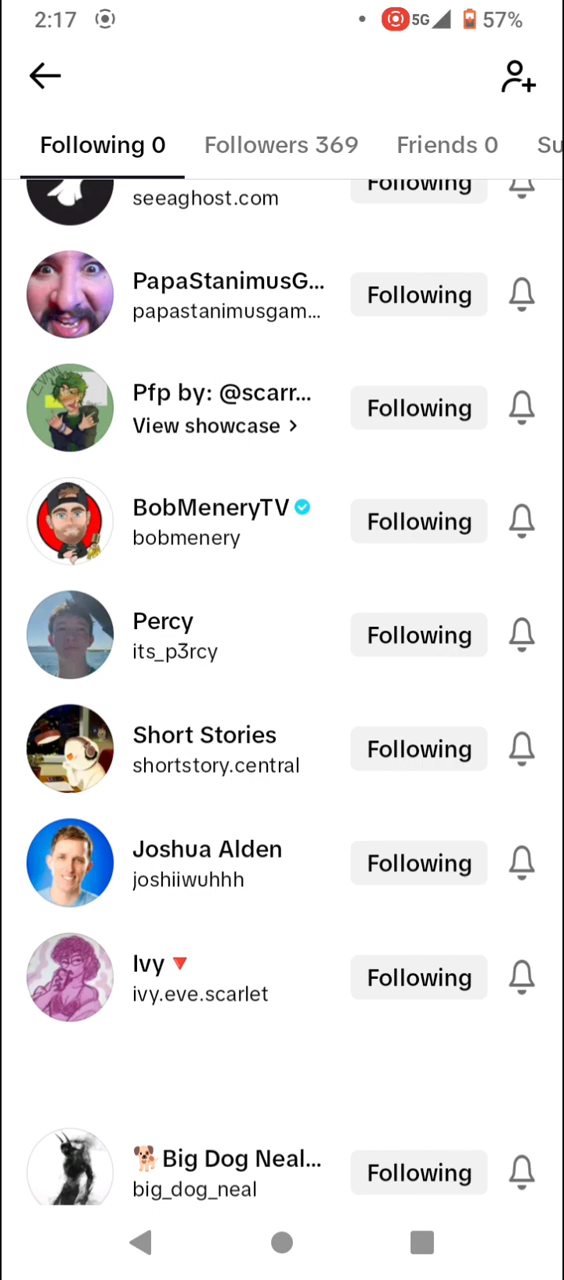 2:17
5G
57%
Following 0
Followers 369
Friends 0
Su
seeaghost.com
Following
PapaStanimusG...
papastanimusgam...
Following
Pfp by: @scarr...
View showcase >
Following
BobMeneryTV
bobmenery
Following
Percy
its_p3rcy
Following
Short Stories
shortstory.central
Following
Joshua Alden
joshiiwuhhh
Following
Ivy🔻
ivy.eve.scarlet
Following
🐕Big Dog Neal...
big_dog_neal
Following